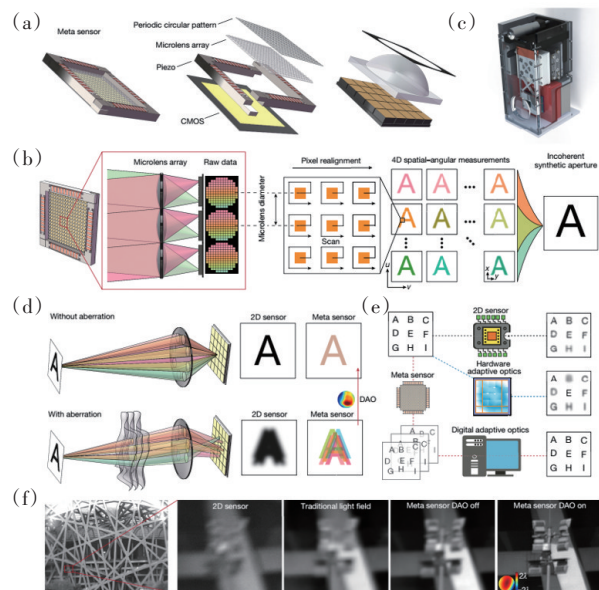 (a)
Meta sensor
Periodic circular pattern
Microlens array
Piezo
CMOS
(c)
(b)
Microlens array
Raw data
Microlens diameter
Pixel realignment
Scan
4D spatial-angular measurements
A A A
A A A
A A A
u
v
x
y
Incoherent
synthetic aperture
A
(d)
Without aberration
A
2D sensor
A
Meta sensor
A
DAO
With aberration
A
2D sensor
A
Meta sensor
A
(e)
A B C
D E F
G H I
2D sensor
A B C
D E F
G H I
Hardware
adaptive optics
A B C
D E F
G H I
Meta sensor
Digital adaptive optics
A B C
D E F
G H I
(f)
2D sensor
Traditional light field
Meta sensor DAO off
Meta sensor DAO on
2λ
-2λ